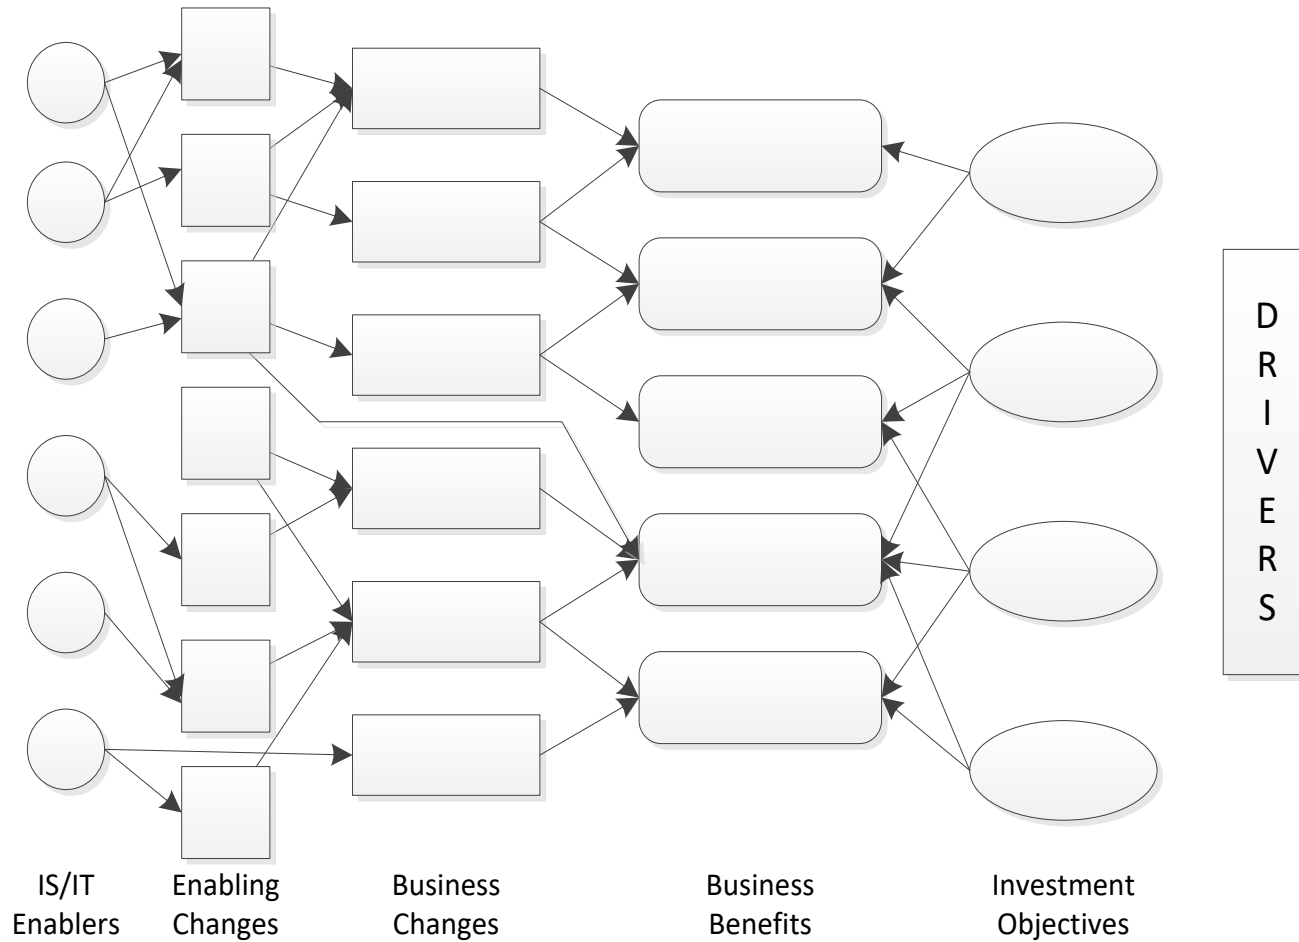 D
R
I
V
E
R
S
IS/IT
Enablers
Enabling
Changes
Business
Changes
Business
Benefits
Investment
Objectives